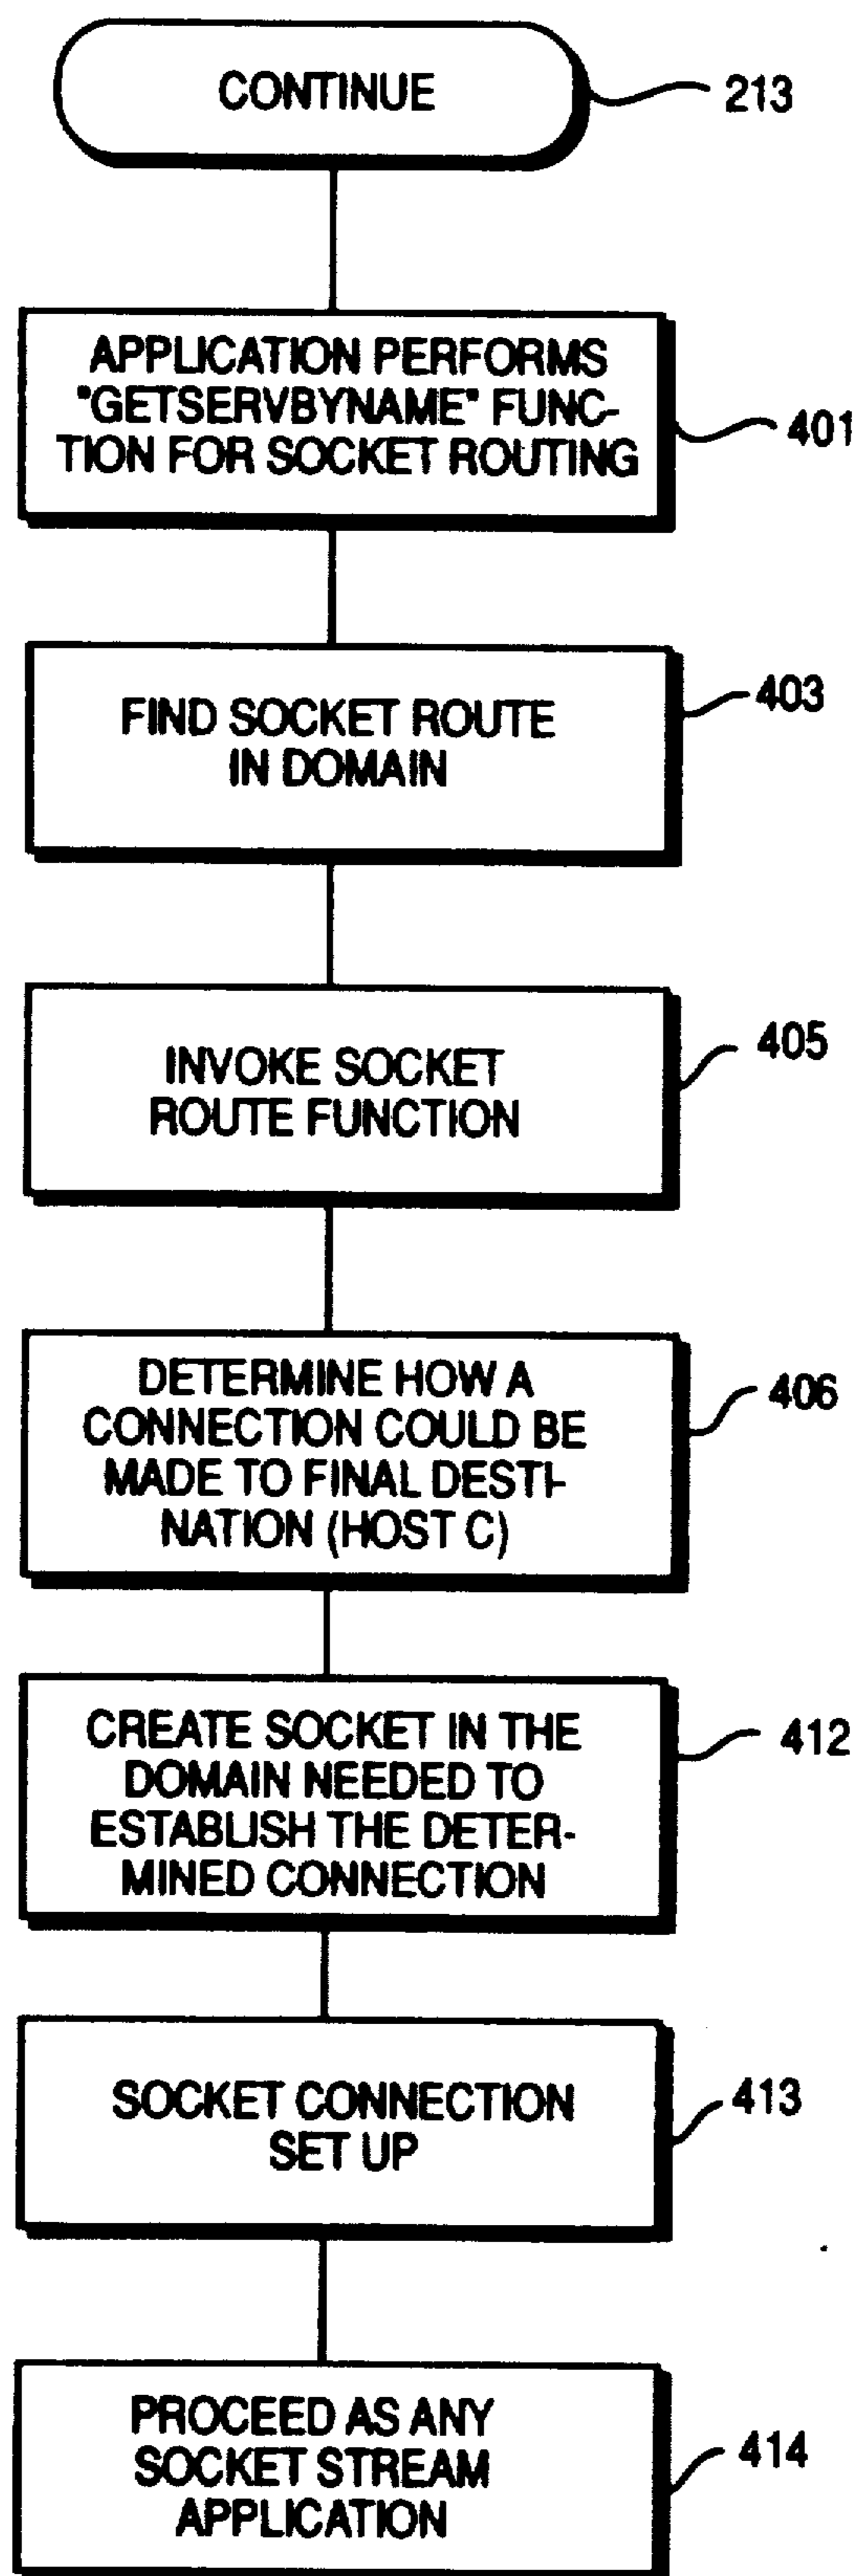 CONTINUE
213
APPLICATION PERFORMS
"GETSERVBYNAME" FUNC-
TION FOR SOCKET ROUTING
401
FIND SOCKET ROUTE
IN DOMAIN
403
INVOKE SOCKET
ROUTE FUNCTION
405
DETERMINE HOW A
CONNECTION COULD BE
MADE TO FINAL DESTI-
NATION (HOST C)
406
CREATE SOCKET IN THE
DOMAIN NEEDED TO
ESTABLISH THE DETER-
MINED CONNECTION
412
SOCKET CONNECTION
SET UP
413
PROCEED AS ANY
SOCKET STREAM
APPLICATION
414